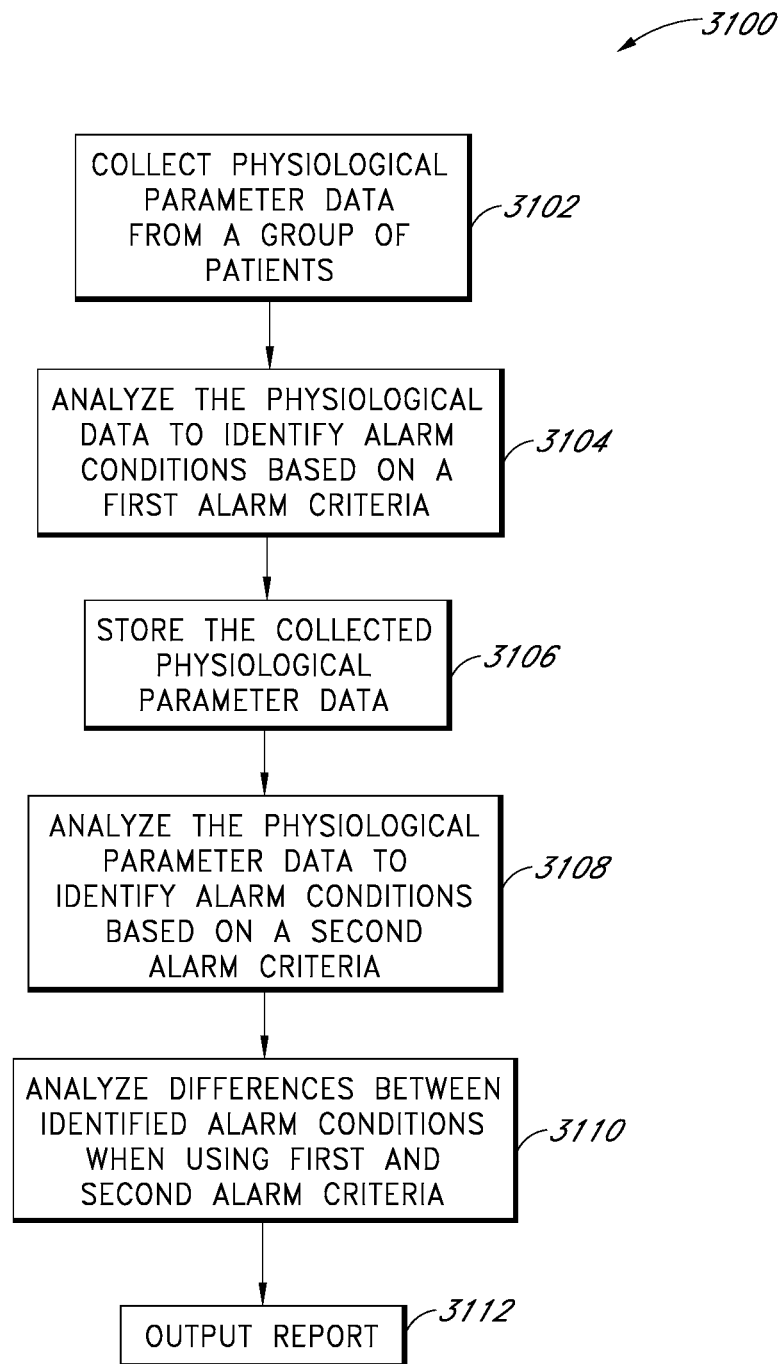 3100
COLLECT PHYSIOLOGICAL
PARAMETER DATA
FROM A GROUP OF
PATIENTS
3102
ANALYZE THE PHYSIOLOGICAL
DATA TO IDENTIFY ALARM
CONDITIONS BASED ON A
FIRST ALARM CRITERIA
3104
STORE THE COLLECTED
PHYSIOLOGICAL
PARAMETER DATA
3106
ANALYZE THE PHYSIOLOGICAL
PARAMETER DATA TO
IDENTIFY ALARM CONDITIONS
BASED ON A SECOND
ALARM CRITERIA
3108
ANALYZE DIFFERENCES BETWEEN
IDENTIFIED ALARM CONDITIONS
WHEN USING FIRST AND
SECOND ALARM CRITERIA
3110
OUTPUT REPORT
3112